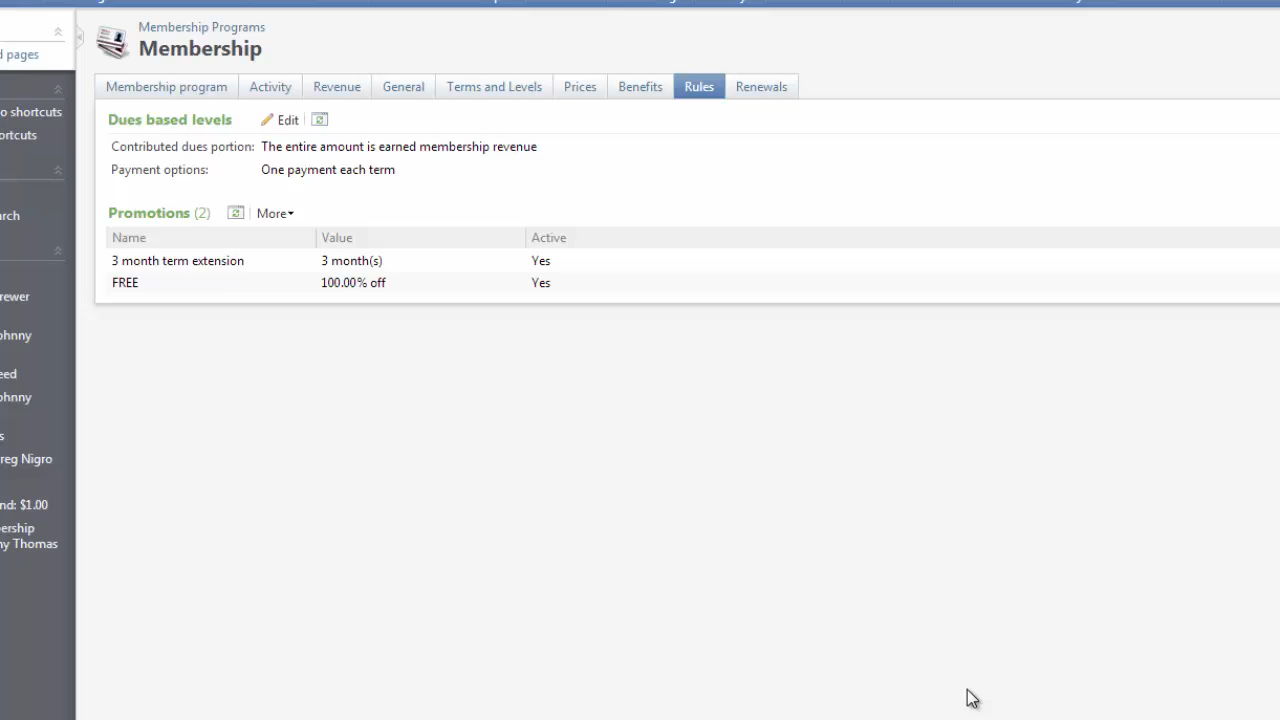 Membership Programs
Membership
d pages
o shortcuts
ortcuts
rch
rewer
ohnny
eed
ohnny
s
reg Nigro
nd: $1.00
ership
ny Thomas
Membership program Activity Revenue General Terms and Levels Prices Benefits Rules Renewals
Dues based levels Edit
Contributed dues portion: The entire amount is earned membership revenue
Payment options: One payment each term
Promotions (2) More
Name Value Active
3 month term extension 3 month(s) Yes
FREE 100.00% off Yes